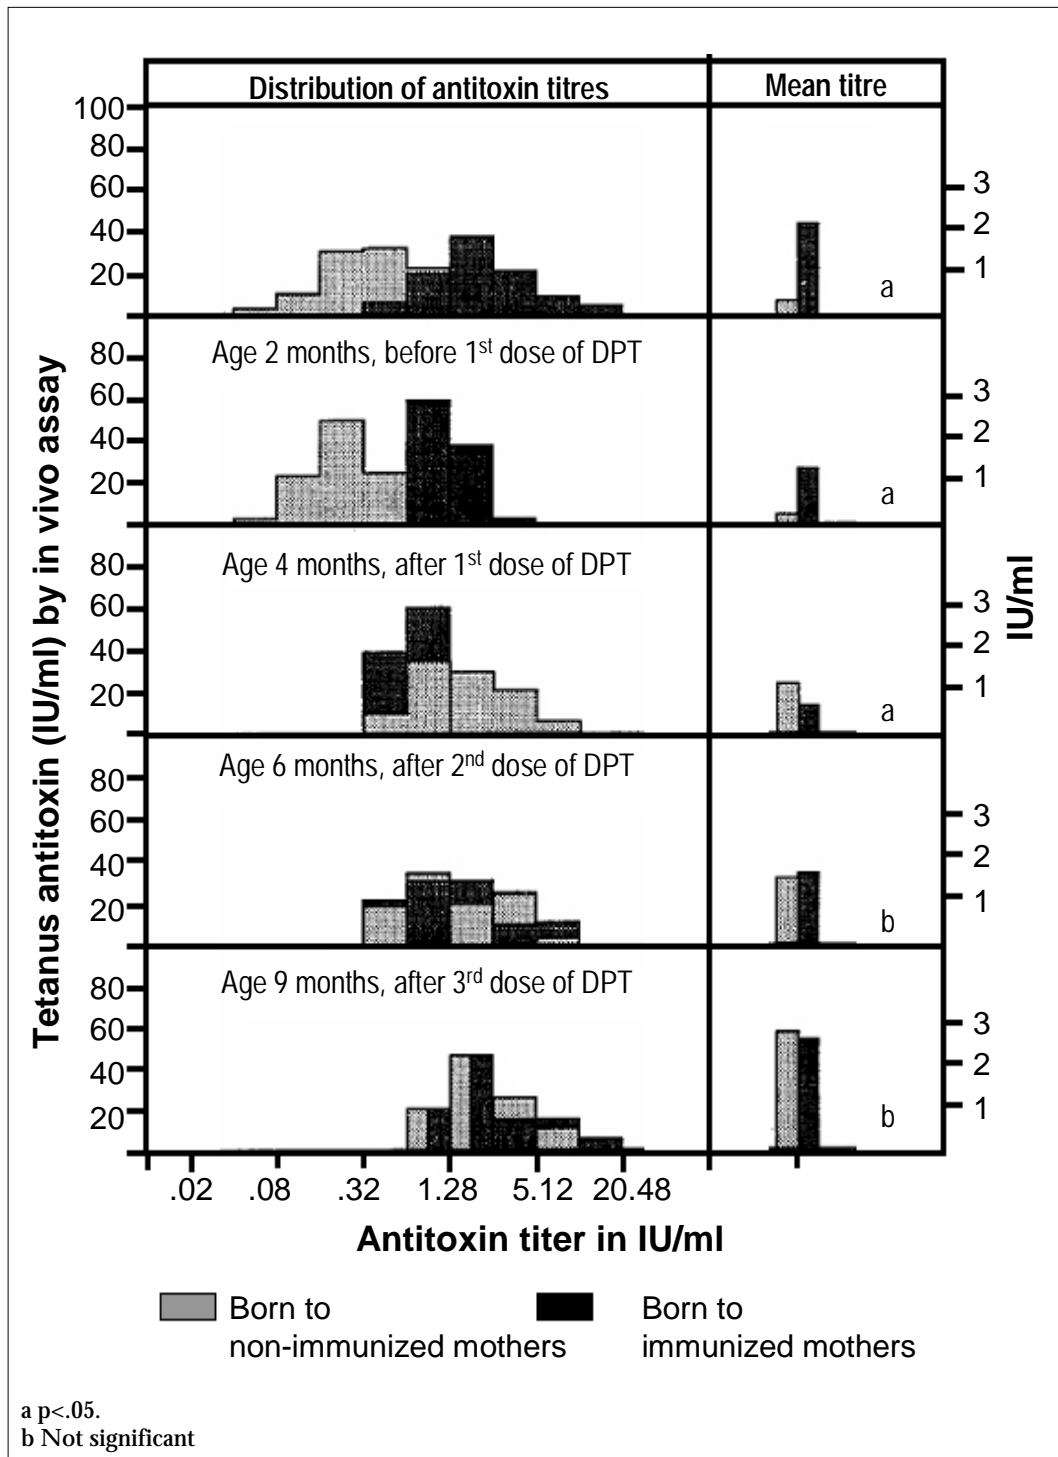 Distribution of antitoxin titres
Mean titre
100
80
60
40
20
3
2
1
a
Age 2 months, before 1st dose of DPT
80
60
40
20
3
2
1
a
Age 4 months, after 1st dose of DPT
80
60
40
20
3
2
1
a
Age 6 months, after 2nd dose of DPT
80
60
40
20
3
2
1
b
Age 9 months, after 3rd dose of DPT
80
60
40
20
3
2
1
b
Tetanus antitoxin (IU/ml) by in vivo assay
IU/ml
.02 .08 .32 1.28 5.12 20.48
Antitoxin titer in IU/ml
Born to
non-immunized mothers
Born to
immunized mothers
a p<.05.
b Not significant